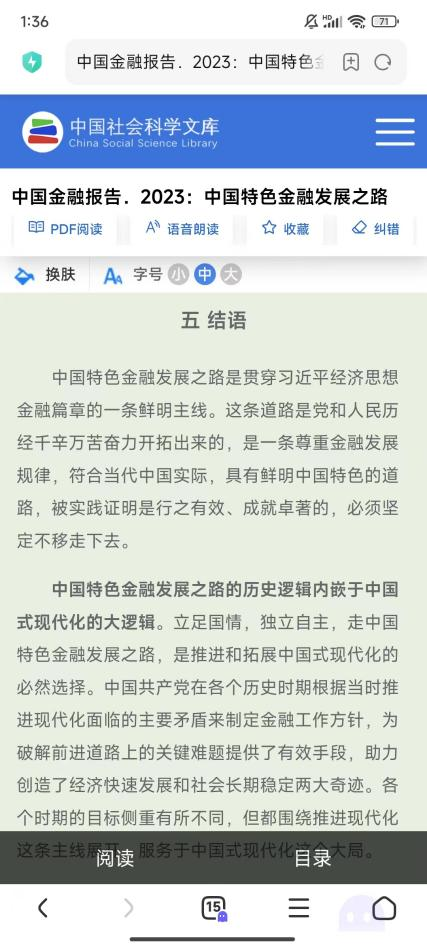 1:36
HD
71
中国金融报告．2023：中国特色金
中国社会科学文库
China Social Science Library
中国金融报告．2023：中国特色金融发展之路
PDF阅读
语音朗读
收藏
纠错
换肤
字号 小 中 大
五 结语
中国特色金融发展之路是贯穿习近平经济思想
金融篇章的一条鲜明主线。这条道路是党和人民历
经千辛万苦奋力开拓出来的，是一条尊重金融发展
规律，符合当代中国实际，具有鲜明中国特色的道
路，被实践证明是行之有效、成就卓著的，必须坚
定不移走下去。
中国特色金融发展之路的历史逻辑内嵌于中国
式现代化的大逻辑。立足国情，独立自主，走中国
特色金融发展之路，是推进和拓展中国式现代化的
必然选择。中国共产党在各个历史时期根据当时推
进现代化面临的主要矛盾来制定金融工作方针，为
破解前进道路上的关键难题提供了有效手段，助力
创造了经济快速发展和社会长期稳定两大奇迹。各
个时期的目标侧重有所不同，但都围绕推进现代化
这条主线展开，服务于中国式现代化这个大局。
阅读
目录
15